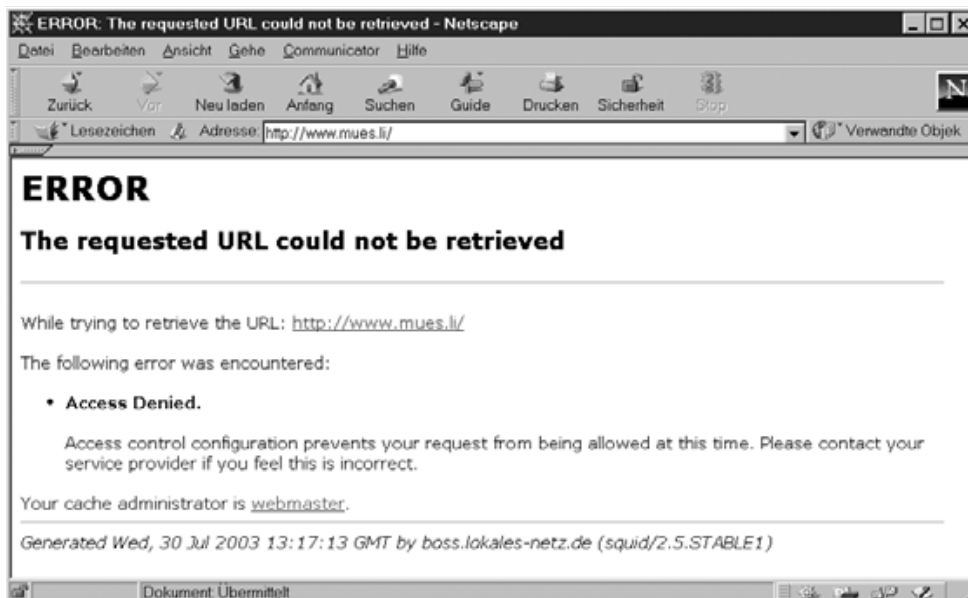 ERROR: The requested URL could not be retrieved - Netscape
Datei Bearbeiten Ansicht Gehe Communicator Hilfe
Zurück Vor Neu laden Anfang Suchen Guide Drucken Sicherheit Stop
Lesezeichen Adresse: http://www.mues.li/ Verwandte Objek
N
ERROR
The requested URL could not be retrieved
While trying to retrieve the URL: http://www.mues.li/
The following error was encountered:
• Access Denied.
Access control configuration prevents your request from being allowed at this time. Please contact your
service provider if you feel this is incorrect.
Your cache administrator is webmaster.
Generated Wed, 30 Jul 2003 13:17:13 GMT by boss.lokales-netz.de (squid/2.5.STABLE1)
Dokument Übermittelt